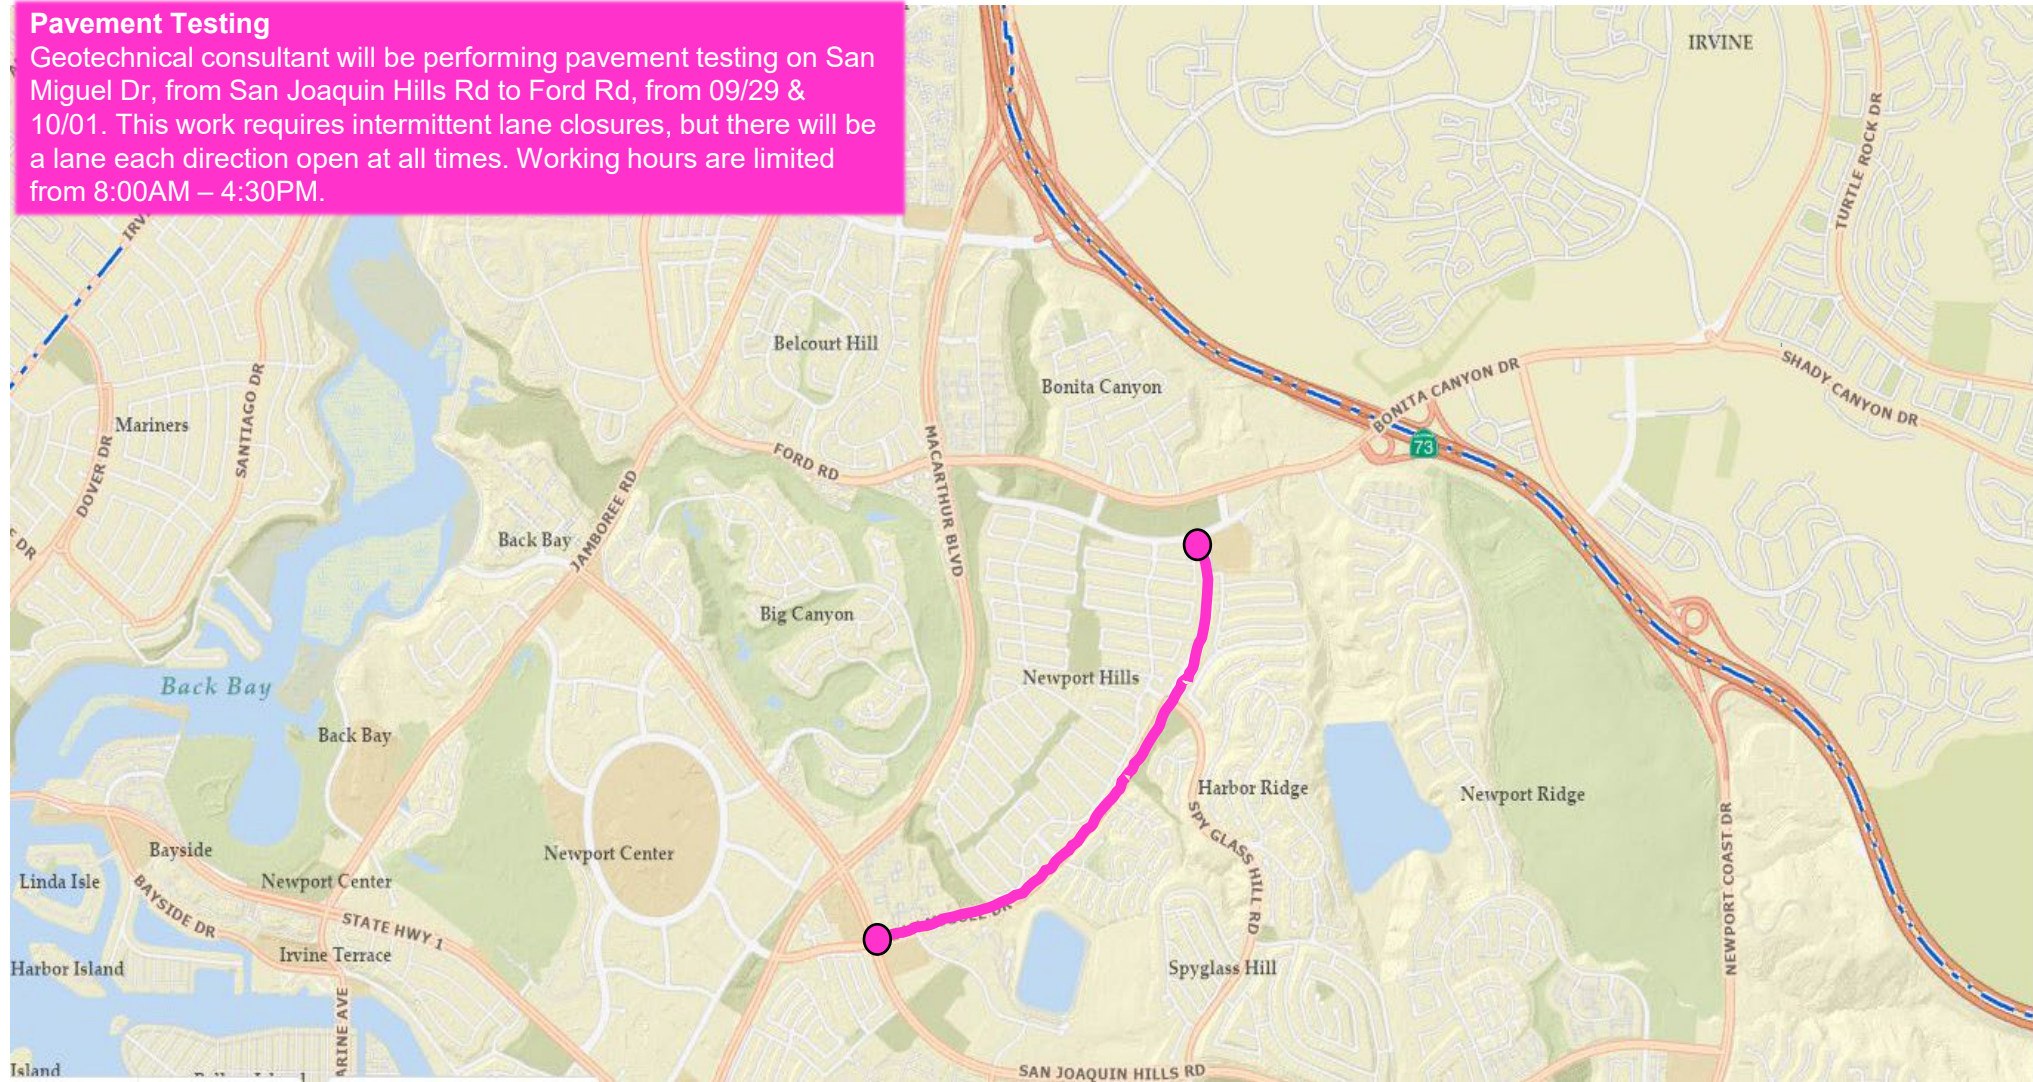 Pavement Testing
Geotechnical consultant will be performing pavement testing on San
Miguel Dr, from San Joaquin Hills Rd to Ford Rd, from 09/29 &
10/01. This work requires intermittent lane closures, but there will be
a lane each direction open at all times. Working hours are limited
from 8:00AM – 4:30PM.
IRVINE
TURTLE ROCK DR
Belcourt Hill
Bonita Canyon
BONITA CANYON DR
SHADY CANYON DR
73
Mariners
SANTIAGO DR
DOVER DR
DR
FORD RD
MACARTHUR BLVD
JAMBOREE RD
Back Bay
Big Canyon
Newport Hills
Back Bay
Back Bay
Harbor Ridge
Newport Ridge
SPY GLASS HILL RD
NEWPORT COAST DR
Bayside
Newport Center
Linda Isle
Newport Center
BAYSIDE DR
STATE HWY 1
DR
Irvine Terrace
Harbor Island
Spyglass Hill
Island
SAN JOAQUIN HILLS RD